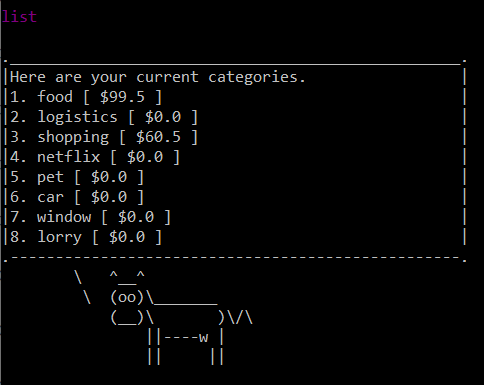 list
.__________________________________________________.
|Here are your current categories.                 |
|1. food [ $99.5 ]                                 |
|2. logistics [ $0.0 ]                             |
|3. shopping [ $60.5 ]                             |
|4. netflix [ $0.0 ]                               |
|5. pet [ $0.0 ]                                   |
|6. car [ $0.0 ]                                   |
|7. window [ $0.0 ]                                |
|8. lorry [ $0.0 ]                                 |
.--------------------------------------------------.
        \   ^__^
         \  (oo)\_______
            (__)\       )\/\
                ||----w |
                ||     ||